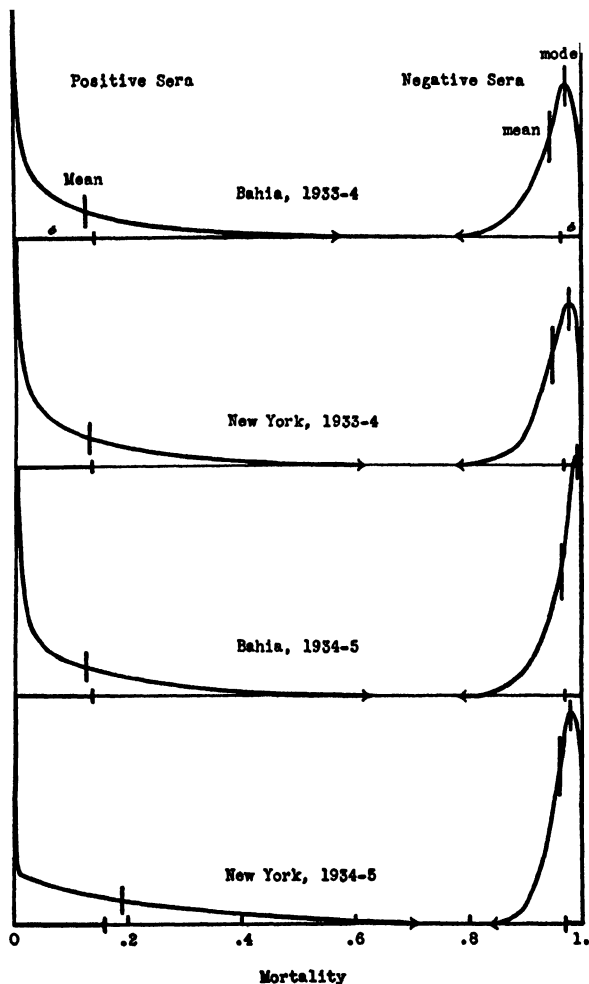 mode
Positive Sera Negative Sera
mean
Mean
Bahia, 1933-4
σ σ
New York, 1933-4
Bahia, 1934-5
New York, 1934-5
0 .2 .4 .6 .8 1.
Mortality